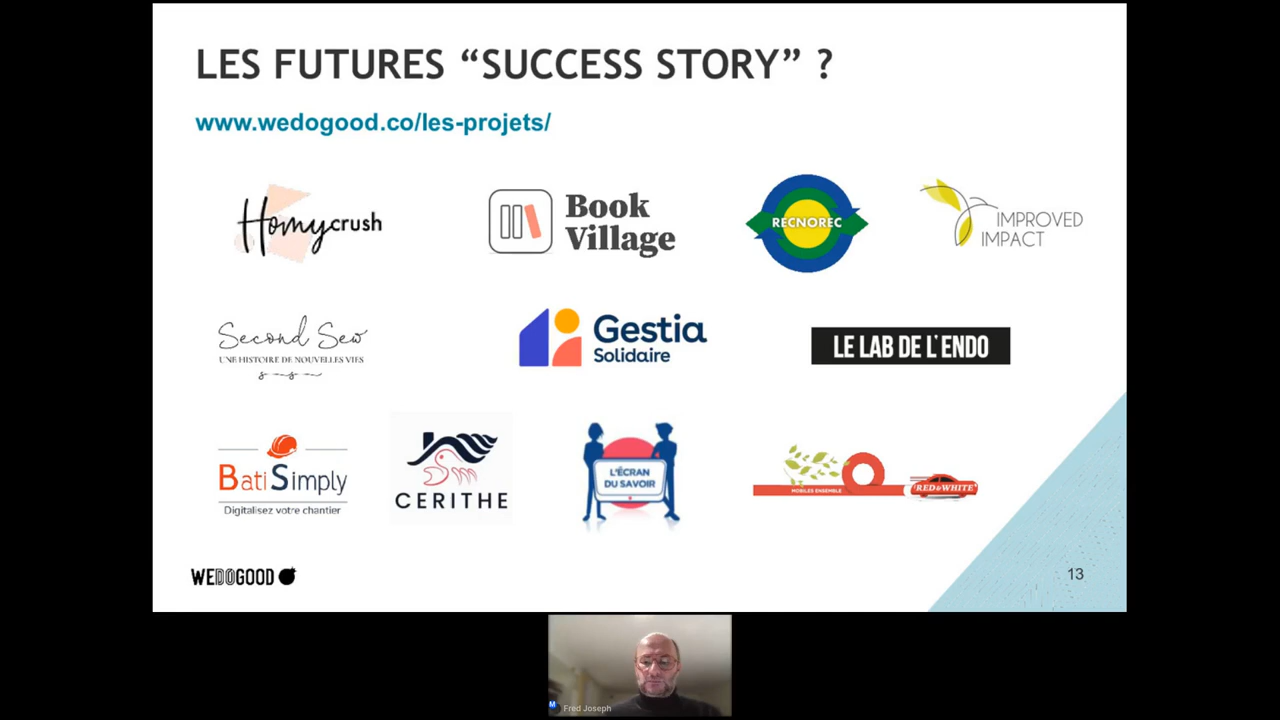 LES FUTURES “SUCCESS STORY” ?
www.wedogood.co/les-projets/
Homycrush
Book
Village
RECNOREC
IMPROVED
IMPACT
Second Sew
UNE HISTOIRE DE NOUVELLES VIES
Gestia
Solidaire
LE LAB DE L'ENDO
BatiSimply
Digitalisez votre chantier
CERITHE
L'ÉCRAN
DU SAVOIR
MOBILES ENSEMBLE
RED & WHITE
WEDOGOOD
13
M
Fred Joseph